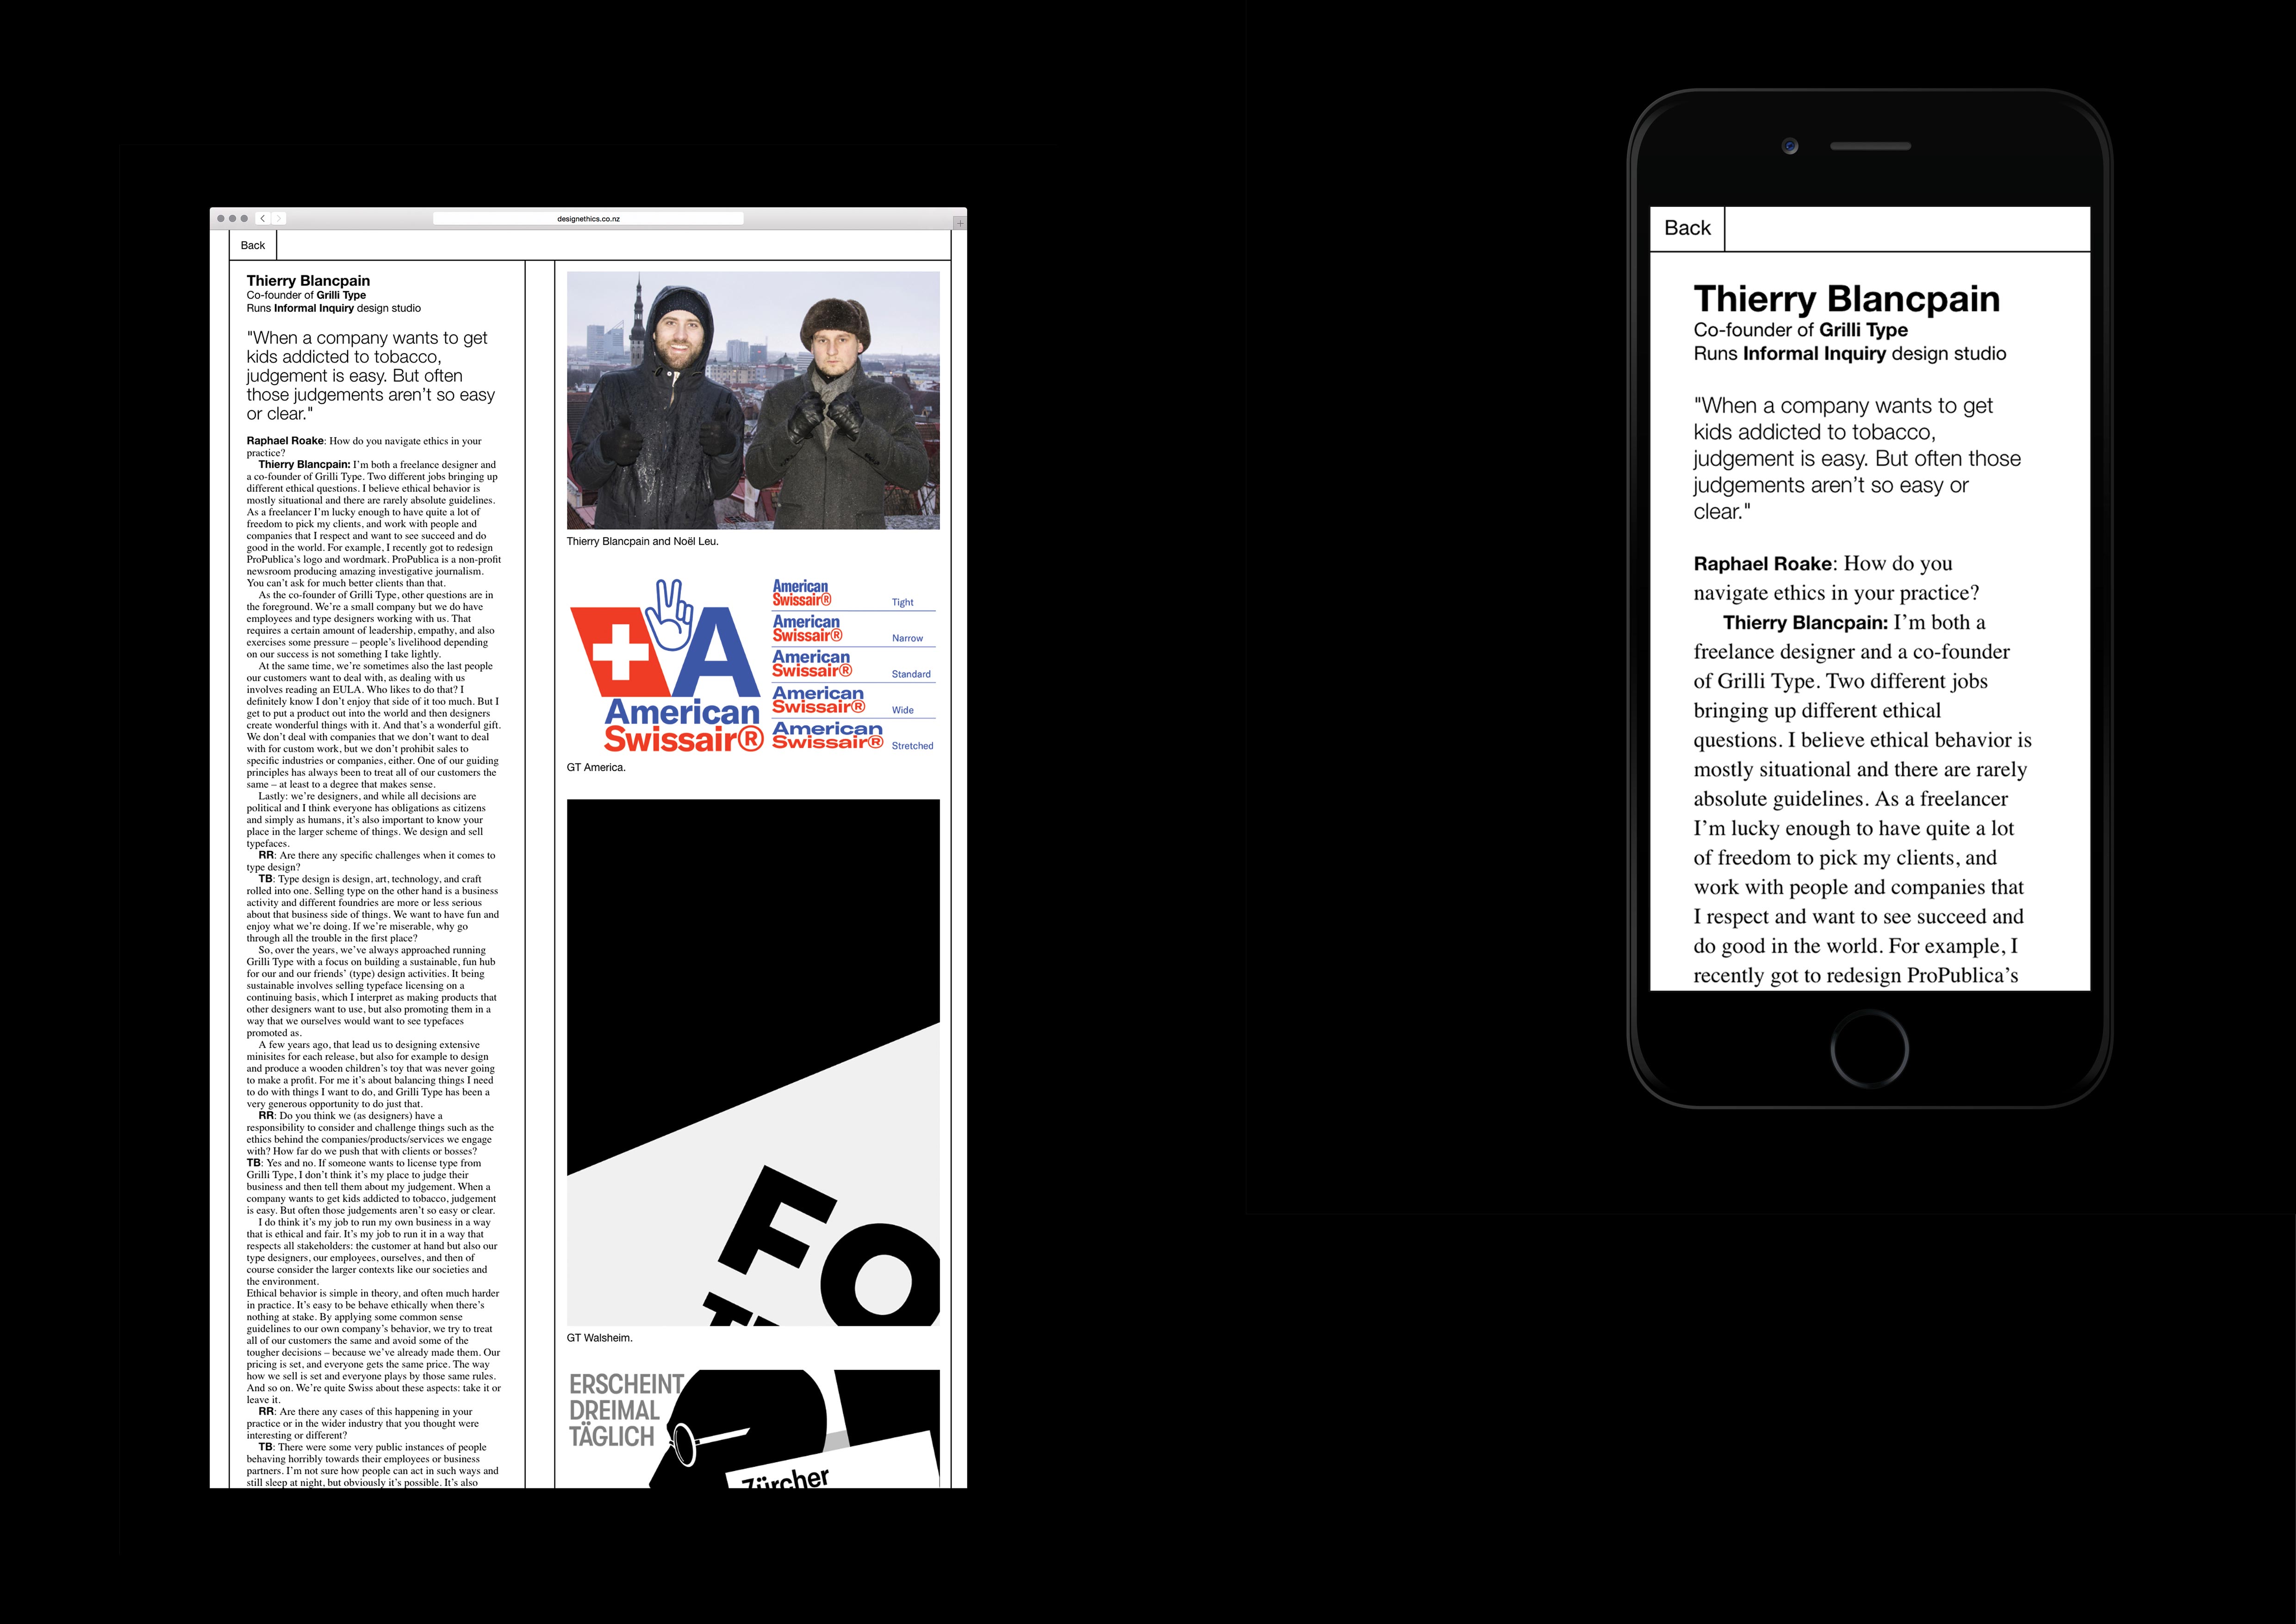 designethics.co.nz
Back
Thierry Blancpain
Co-founder of Grilli Type
Runs Informal Inquiry design studio
"When a company wants to get
kids addicted to tobacco,
judgement is easy. But often
those judgements aren't so easy
or clear."
Raphael Roake: How do you navigate ethics in your
practice?
Thierry Blancpain: I'm both a freelance designer and
a co-founder of Grilli Type. Two different jobs bringing up
different ethical questions. I believe ethical behavior is
mostly situational and there are rarely absolute guidelines.
As a freelancer I'm lucky enough to have quite a lot of
freedom to pick my clients, and work with people and
companies that I respect and want to see succeed and do
good in the world. For example, I recently got to redesign
ProPublica's logo and wordmark. ProPublica is a non-profit
newsroom producing amazing investigative journalism.
You can't ask for much better clients than that.
As the co-founder of Grilli Type, other questions are in
the foreground. We're a small company but we do have
employees and type designers working with us. That
requires a certain amount of leadership, empathy, and also
exercises some pressure – people's livelihood depending
on our success is not something I take lightly.
At the same time, we're sometimes also the last people
our customers want to deal with, as dealing with us
involves reading an EULA. Who likes to do that? I
definitely know I don't enjoy that side of it too much. But I
get to put a product out into the world and then designers
create wonderful things with it. And that's a wonderful gift.
We don't deal with companies that we don't want to deal
with for custom work, but we don't prohibit sales to
specific industries or companies, either. One of our guiding
principles has always been to treat all of our customers the
same – at least to a degree that makes sense.
Lastly: we're designers, and while all decisions are
political and I think everyone has obligations as citizens
and simply as humans, it's also important to know your
place in the larger scheme of things. We design and sell
typefaces.
RR: Are there any specific challenges when it comes to
type design?
TB: Type design is design, art, technology, and craft
rolled into one. Selling type on the other hand is a business
activity and different foundries are more or less serious
about that business side of things. We want to have fun and
enjoy what we're doing. If we're miserable, why go
through all the trouble in the first place?
So, over the years, we've always approached running
Grilli Type with a focus on building a sustainable, fun hub
for our and our friends' (type) design activities. It being
sustainable involves selling typeface licensing on a
continuing basis, which I interpret as making products that
other designers want to use, but also promoting them in a
way that we ourselves would want to see typefaces
promoted as.
A few years ago, that lead us to designing extensive
minisites for each release, but also for example to design
and produce a wooden children's toy that was never going
to make a profit. For me it's about balancing things I need
to do with things I want to do, and Grilli Type has been a
very generous opportunity to do just that.
RR: Do you think we (as designers) have a
responsibility to consider and challenge things such as the
ethics behind the companies/products/services we engage
with? How far do we push that with clients or bosses?
TB: Yes and no. If someone wants to license type from
Grilli Type, I don't think it's my place to judge their
business and then tell them about my judgement. When a
company wants to get kids addicted to tobacco, judgement
is easy. But often those judgements aren't so easy or clear.
I do think it's my job to run my own business in a way
that is ethical and fair. It's my job to run it in a way that
respects all stakeholders: the customer at hand but also our
type designers, our employees, ourselves, and then of
course consider the larger contexts like our societies and
the environment.
Ethical behavior is simple in theory, and often much harder
in practice. It's easy to be behave ethically when there's
nothing at stake. By applying some common sense
guidelines to our own company's behavior, we try to treat
all of our customers the same and avoid some of the
tougher decisions – because we've already made them. Our
pricing is set, and everyone gets the same price. The way
how we sell is set and everyone plays by those same rules.
And so on. We're quite Swiss about these aspects: take it or
leave it.
RR: Are there any cases of this happening in your
practice or in the wider industry that you thought were
interesting or different?
TB: There were some very public instances of people
behaving horribly towards their employees or business
partners. I'm not sure how people can act in such ways and
still sleep at night, but obviously it's possible. It's also
Thierry Blancpain and Noël Leu.
A
American
Swissair®
American
Swissair® Tight
American
Swissair® Narrow
American
Swissair® Standard
American
Swissair® Wide
American
Swissair® Stretched
GT America.
FO
GT Walsheim.
ERSCHEINT
DREIMAL
TÄGLICH
Zürcher
Back
Thierry Blancpain
Co-founder of Grilli Type
Runs Informal Inquiry design studio
"When a company wants to get
kids addicted to tobacco,
judgement is easy. But often those
judgements aren't so easy or
clear."
Raphael Roake: How do you
navigate ethics in your practice?
Thierry Blancpain: I'm both a
freelance designer and a co-founder
of Grilli Type. Two different jobs
bringing up different ethical
questions. I believe ethical behavior is
mostly situational and there are rarely
absolute guidelines. As a freelancer
I'm lucky enough to have quite a lot
of freedom to pick my clients, and
work with people and companies that
I respect and want to see succeed and
do good in the world. For example, I
recently got to redesign ProPublica's